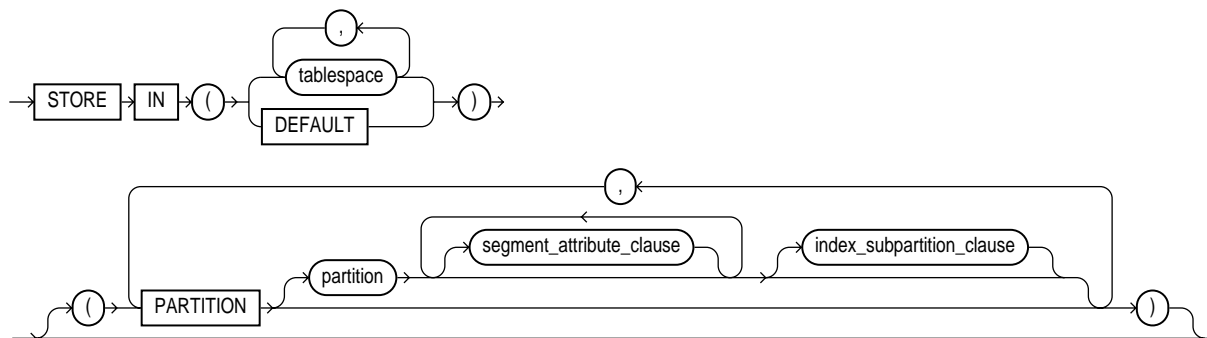 ,
tablespace
STORE IN ( )
DEFAULT
,
segment_attribute_clause index_subpartition_clause
partition
( PARTITION )